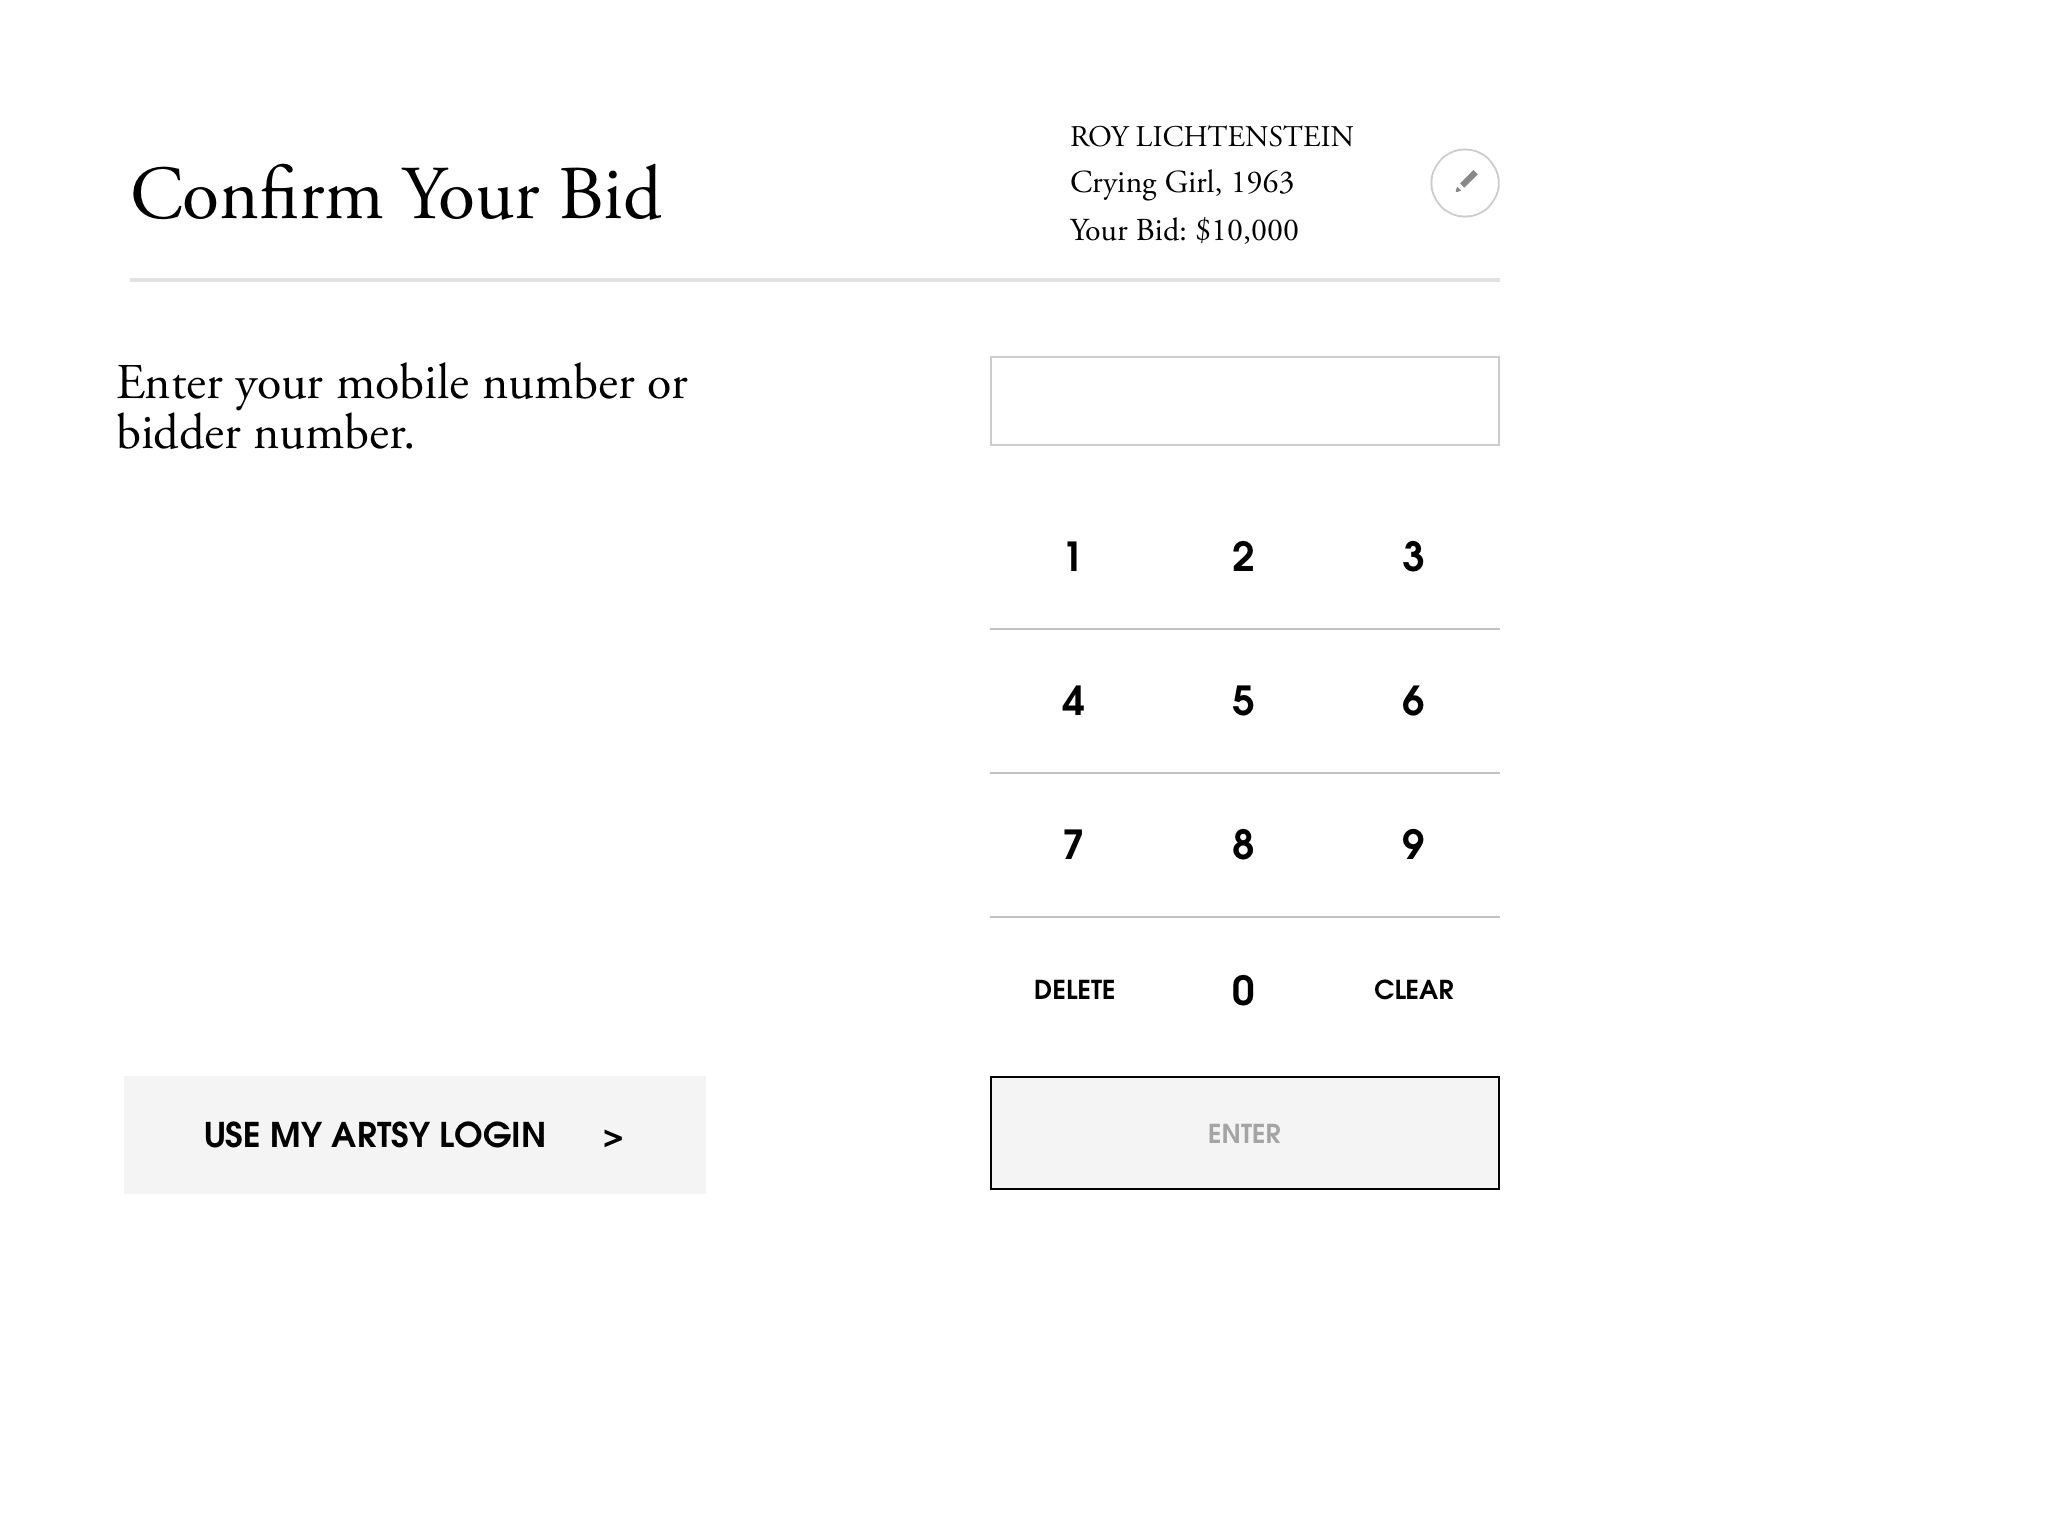 Confirm Your Bid
ROY LICHTENSTEIN
Crying Girl, 1963
Your Bid: $10,000
Enter your mobile number or
bidder number.
1 2 3
4 5 6
7 8 9
DELETE 0 CLEAR
USE MY ARTSY LOGIN >
ENTER